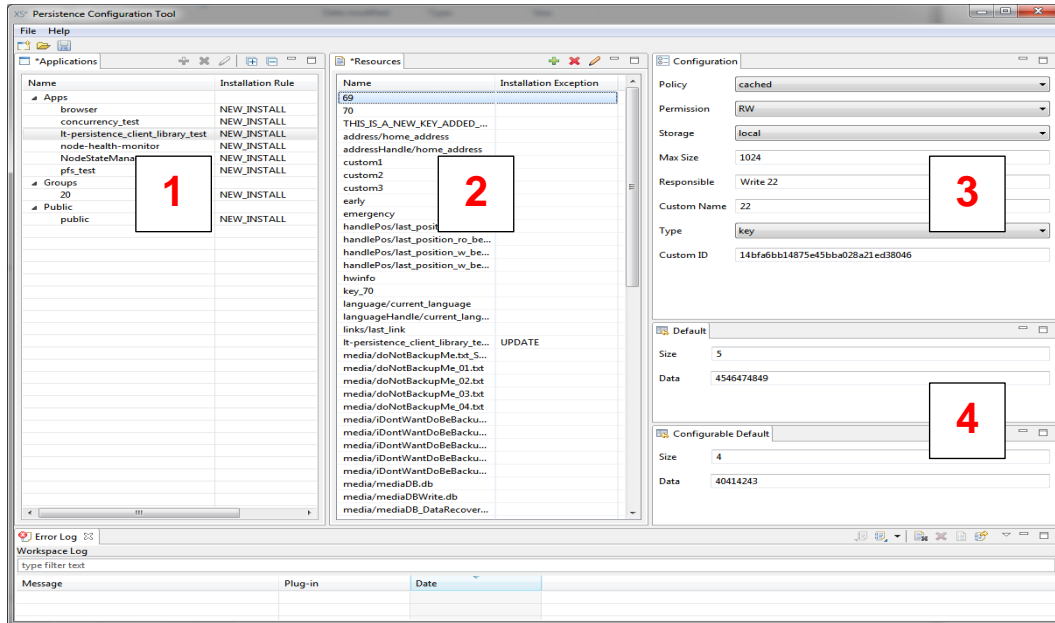 XS* Persistence Configuration Tool
File Help
*Applications
Name Installation Rule
Apps
browser NEW_INSTALL
concurrency_test NEW_INSTALL
lt-persistence_client_library_test NEW_INSTALL
node-health-monitor NEW_INSTALL
NodeStateMana NEW_INSTALL
pfs_test NEW_INSTALL
Groups
20 NEW_INSTALL
Public
public NEW_INSTALL
1
*Resources
Name Installation Exception
69
70
THIS_IS_A_NEW_KEY_ADDED_...
address/home_address
addressHandle/home_address
custom1
custom2
custom3
early
emergency
handlePos/last_posit
handlePos/last_position_ro_be...
handlePos/last_position_w_be...
handlePos/last_position_w_be...
hwinfo
key_70
language/current_language
languageHandle/current_lang...
links/last_link
lt-persistence_client_library_te... UPDATE
media/doNotBackupMe.txt_S...
media/doNotBackupMe_01.txt
media/doNotBackupMe_02.txt
media/doNotBackupMe_03.txt
media/doNotBackupMe_04.txt
media/iDontWantDoBeBacku...
media/iDontWantDoBeBacku...
media/iDontWantDoBeBacku...
media/iDontWantDoBeBacku...
media/iDontWantDoBeBacku...
media/mediaDB.db
media/mediaDBWrite.db
media/mediaDB_DataRecover...
2
Configuration
Policy cached
Permission RW
Storage local
Max Size 1024
Responsible Write 22
Custom Name 22
Type key
Custom ID 14bfa6bb14875e45bba028a21ed38046
3
Default
Size 5
Data 4546474849
4
Configurable Default
Size 4
Data 40414243
Error Log
Workspace Log
type filter text
Message Plug-in Date